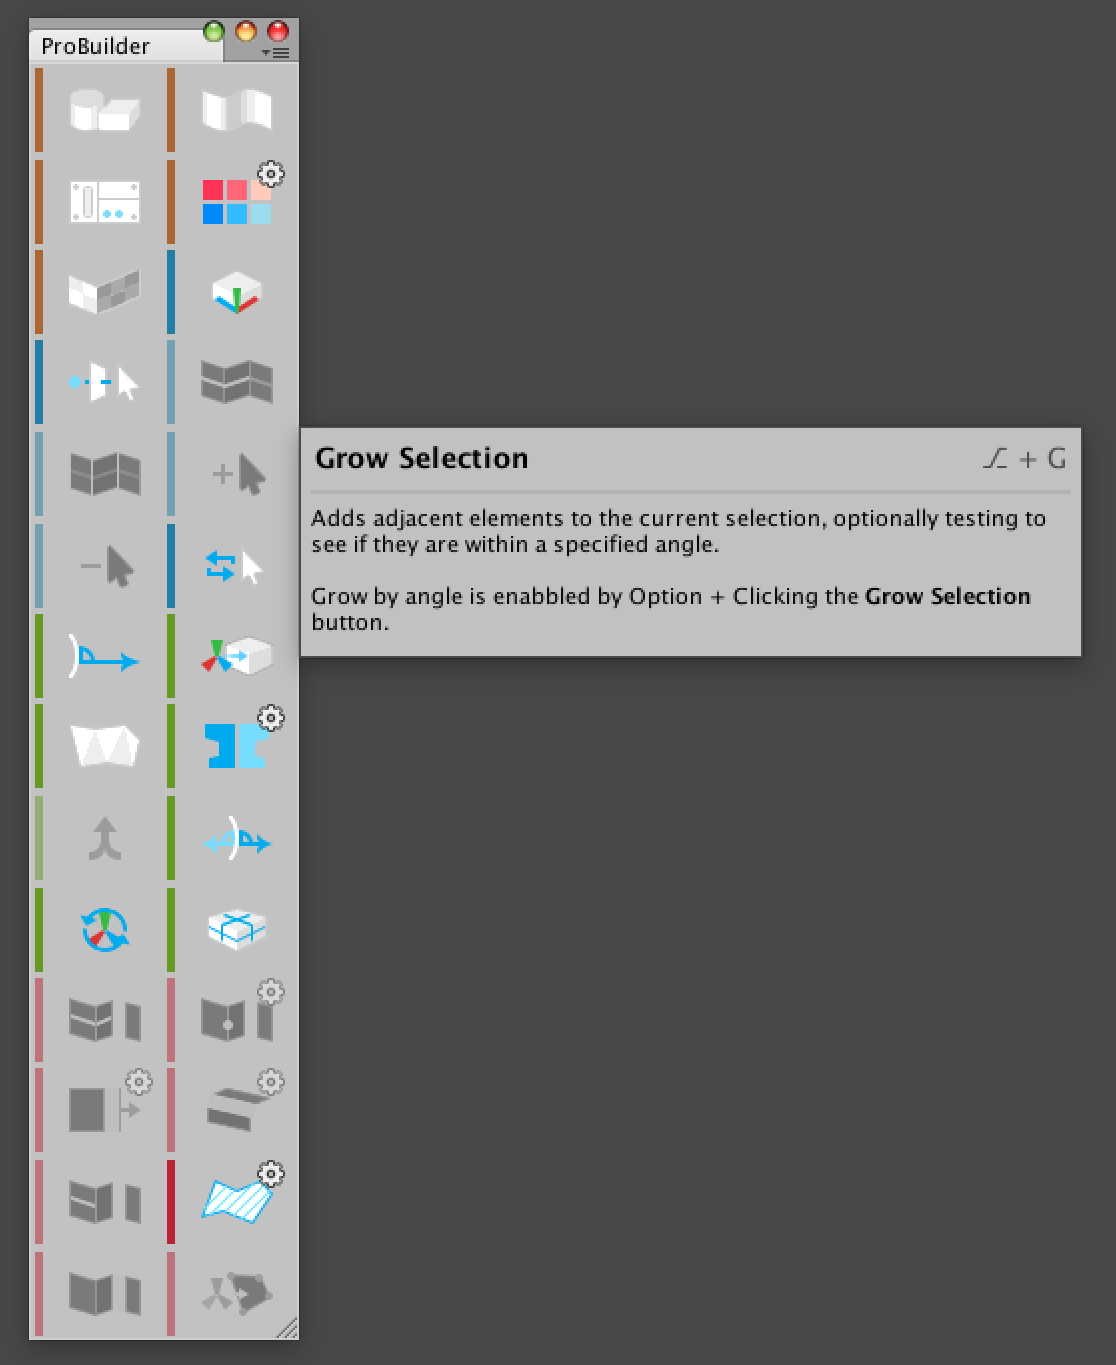 ProBuilder
Grow Selection
⌥ + G
Adds adjacent elements to the current selection, optionally testing to
see if they are within a specified angle.
Grow by angle is enabbled by Option + Clicking the Grow Selection
button.